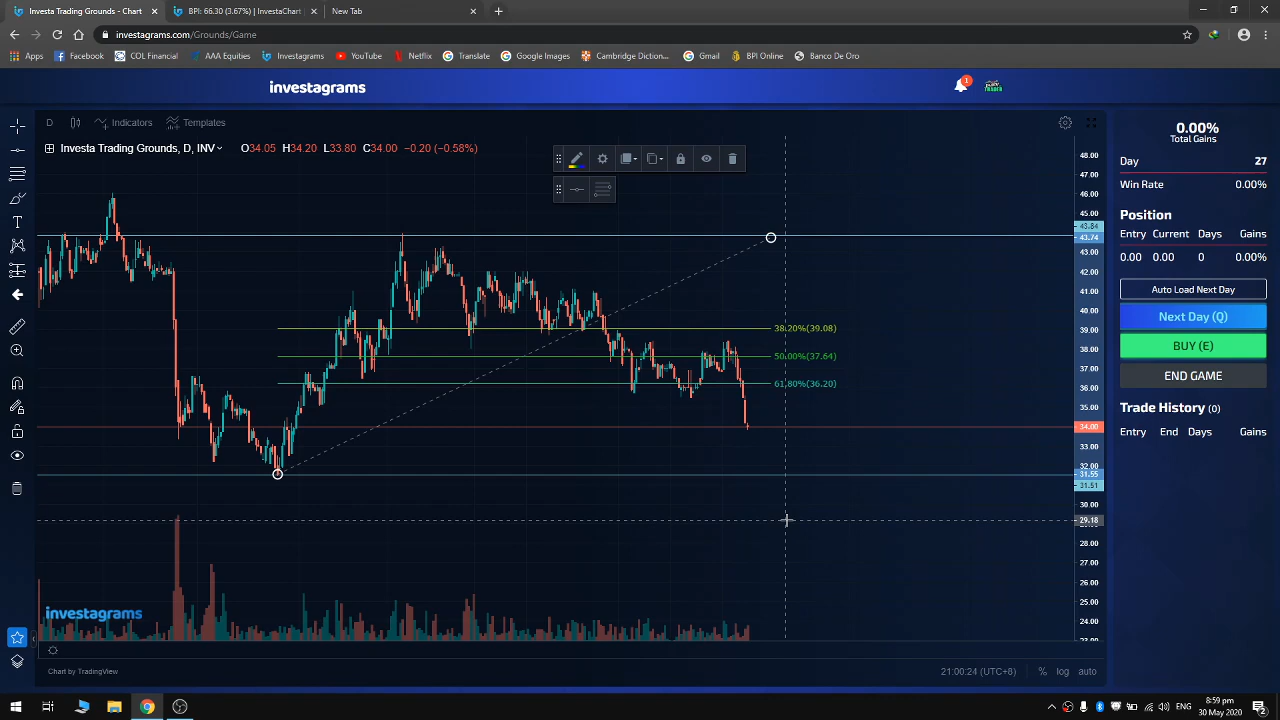 Investa Trading Grounds - Chart
BPI: 66.30 (3.67%) | InvestaChart
New Tab
investagrams.com/Grounds/Game
Apps
Facebook
COL Financial
AAA Equities
Investagrams
YouTube
Netflix
Translate
Google Images
Cambridge Diction...
Gmail
BPI Online
Banco De Oro
investagrams
1
D
Indicators
Templates
Investa Trading Grounds, D, INV
O34.05 H34.20 L33.80 C34.00 −0.20 (−0.58%)
38.20%(39.08)
50.00%(37.64)
61.80%(36.20)
48.00
47.00
46.00
45.00
43.84
43.74
43.00
42.00
41.00
40.00
39.00
38.00
37.00
36.00
35.00
34.00
33.00
32.00
31.55
31.51
29.18
28.00
27.00
26.00
25.00
24.00
23.00
investagrams
Chart by TradingView
21:00:24 (UTC+8)
%
log
auto
0.00%
Total Gains
Day 27
Win Rate 0.00%
Position
Entry Current Days Gains
0.00 0.00 0 0.00%
Auto Load Next Day
Next Day (Q)
BUY (E)
END GAME
Trade History (0)
Entry End Days Gains
ENG
8:59 pm
30 May 2020
2